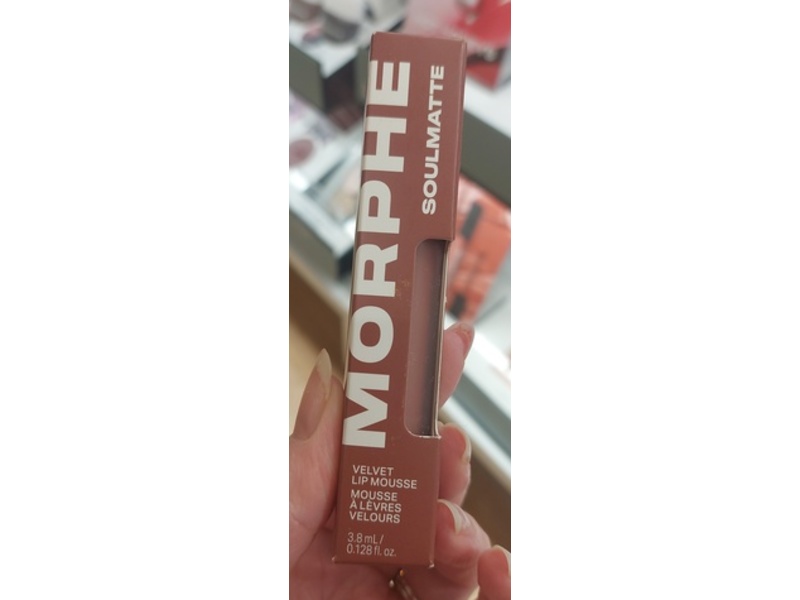 MORPHE
SOULMATTE
VELVET
LIP MOUSSE
MOUSSE
À LÈVRES
VELOURS
3.8 mL /
0.128 fl. oz.